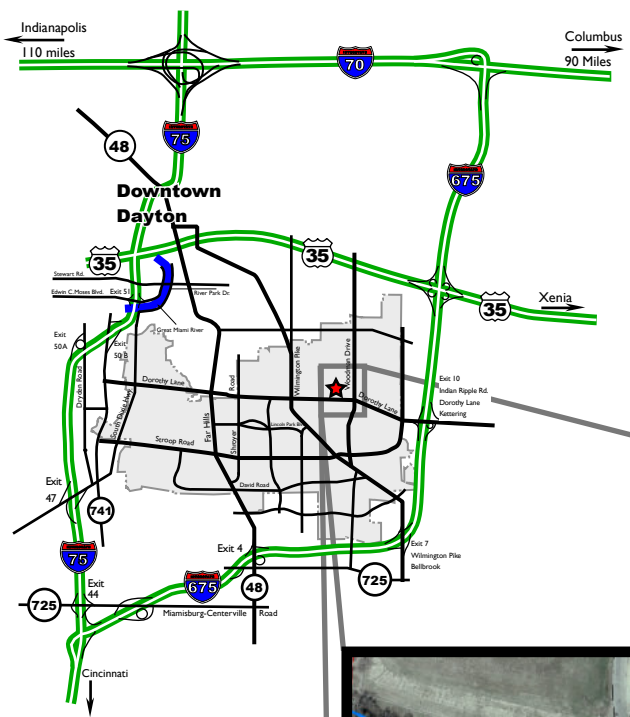 Indianapolis
110 miles
Columbus
90 Miles
70
75
48
675
Downtown
Dayton
35
35
Stewart Rd.
Edwin C.Moses Blvd.
Exit 51
River Park Dr.
Great Miami River
35
Xenia
Exit
50A
Exit
50 B
Dryden Road
South Dixie Hwy
Dorothy Lane
Road
Shroyer
Far Hills
Wilmington Pike
Woodman Drive
Dorothy Lane
Exit 10
Indian Ripple Rd.
Dorothy Lane
Kettering
Lincoln Park Blvd
Stroop Road
David Road
Exit
47
741
Exit 4
Exit 7
Wilmington Pike
Bellbrook
75
675
48
725
Exit
44
725
Miamisburg-Centerville Road
Cincinnati